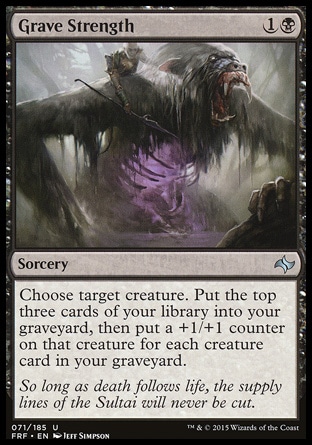 Grave Strength 1
Sorcery
Choose target creature. Put the top
three cards of your library into your
graveyard, then put a +1/+1 counter
on that creature for each creature
card in your graveyard.
So long as death follows life, the supply
lines of the Sultai will never be cut.
071/185 U
FRF • EN Jeff Simpson ™ & © 2015 Wizards of the Coast